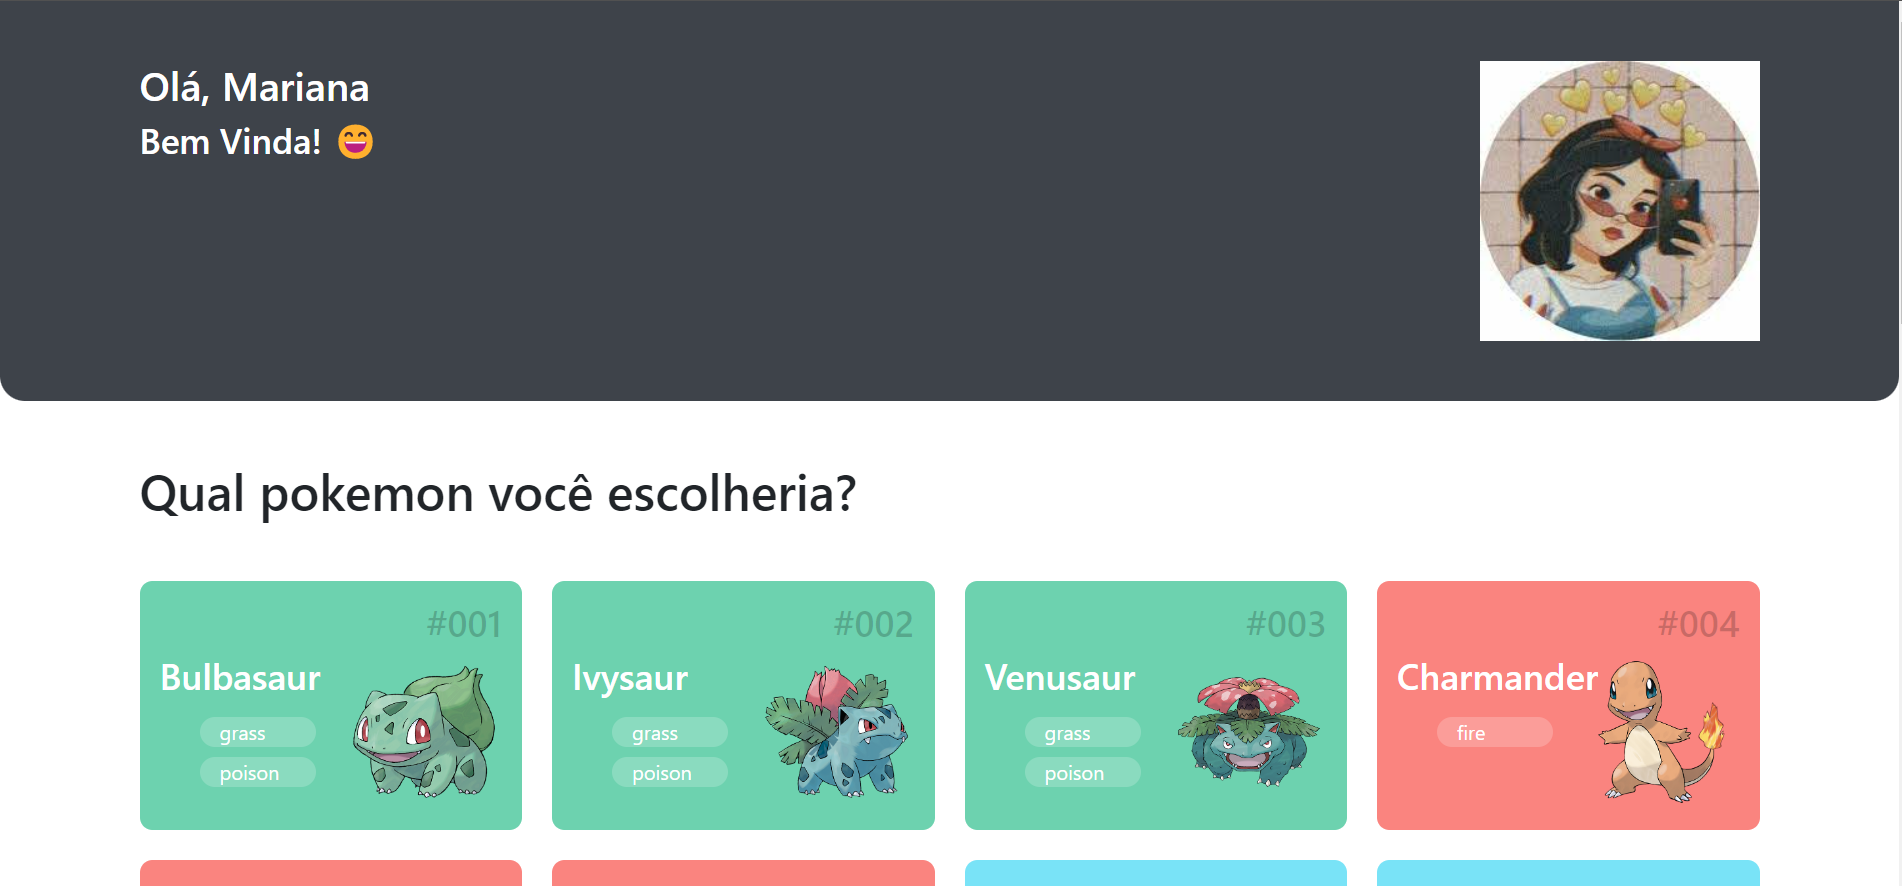 Olá, Mariana
Bem Vinda! 😄
Qual pokemon você escolheria?
#001
Bulbasaur
grass
poison
#002
Ivysaur
grass
poison
#003
Venusaur
grass
poison
#004
Charmander
fire